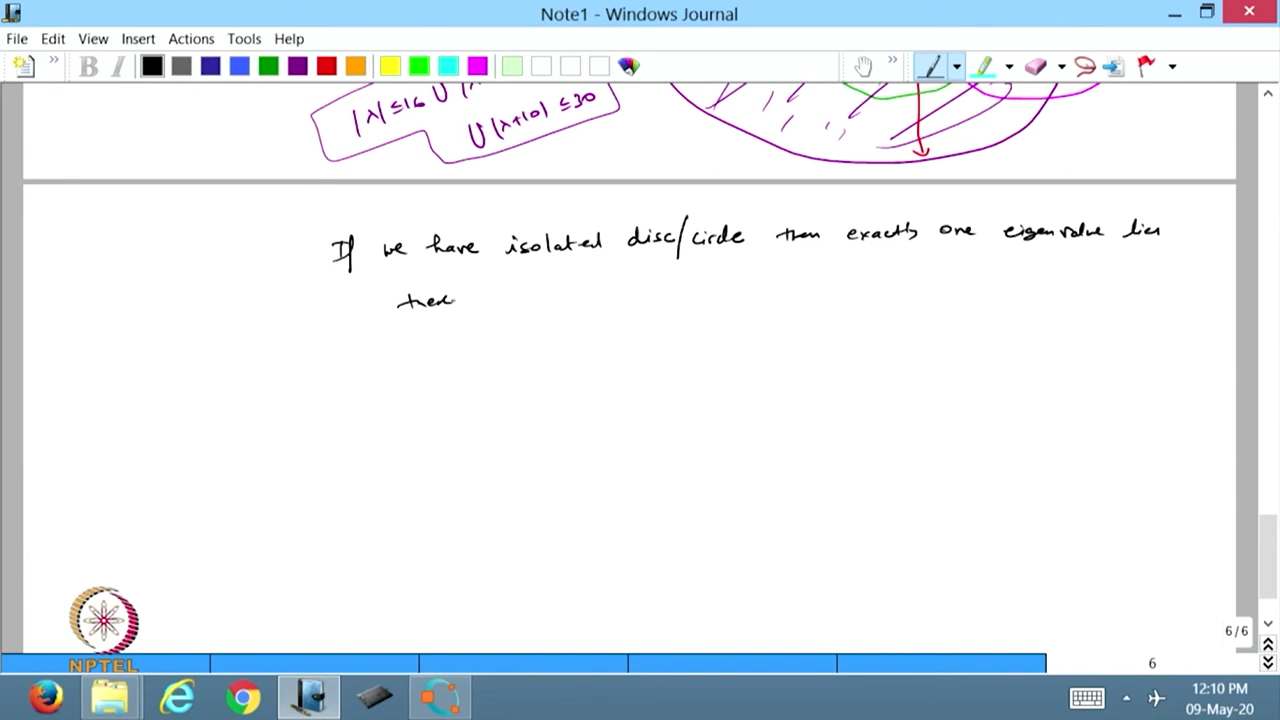 Note1 - Windows Journal
File Edit View Insert Actions Tools Help
|λ| ≤ 16 U |λ
U |λ+10| ≤ 30
If we have isolated disc/circle then exactly one eigenvalue lies
there
6 / 6
NPTEL
6
12:10 PM
09-May-20